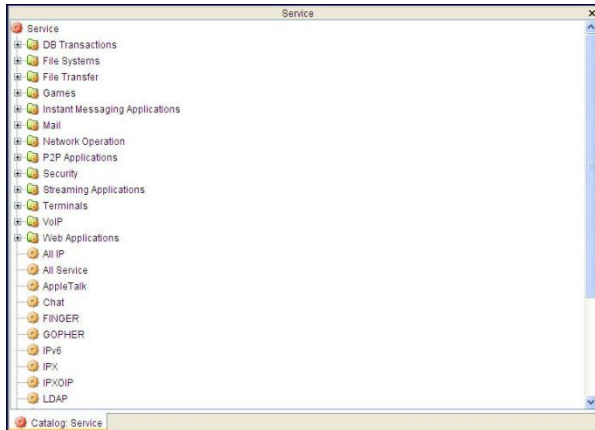 Service
Service
DB Transactions
File Systems
File Transfer
Games
Instant Messaging Applications
Mail
Network Operation
P2P Applications
Security
Streaming Applications
Terminals
VoIP
Web Applications
All IP
All Service
AppleTalk
Chat
FINGER
GOPHER
IPv6
IPX
IPXOIP
LDAP
Catalog: Service